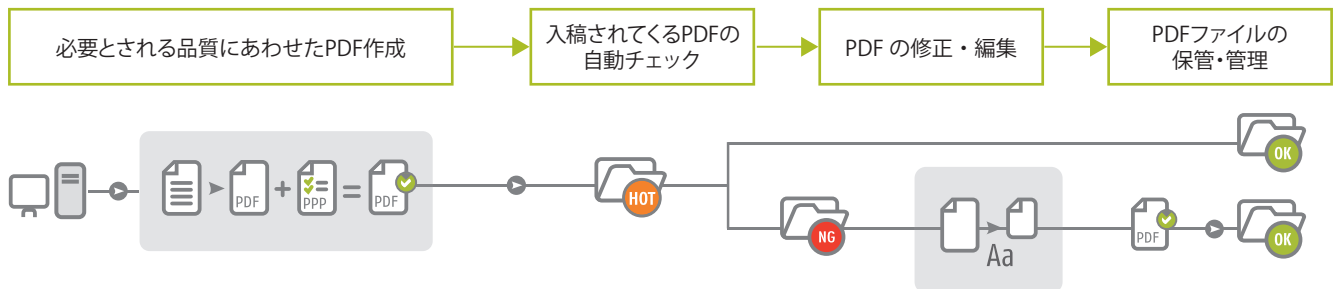 必要とされる品質にあわせたPDF作成
入稿されてくるPDFの
自動チェック
PDF の修正・編集
PDFファイルの
保管・管理
PDF
PPP
PDF
HOT
OK
NG
Aa
PDF
OK